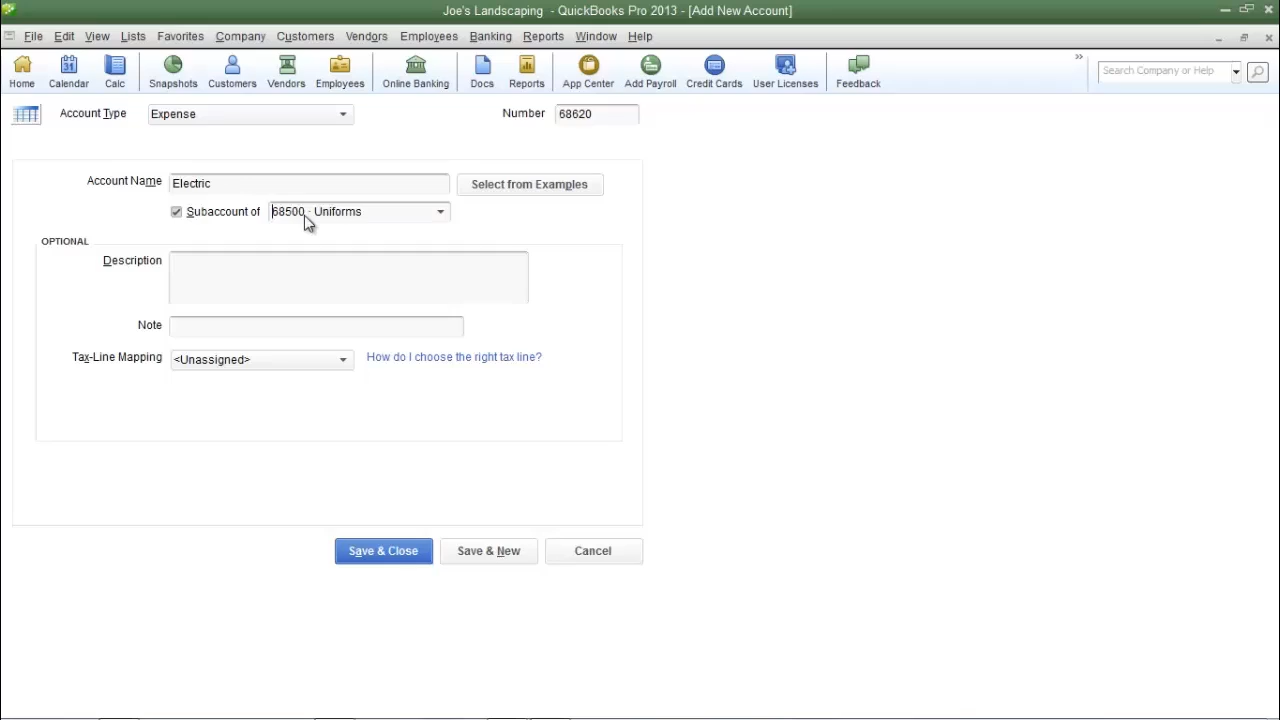 Joe's Landscaping - QuickBooks Pro 2013 - [Add New Account]
File Edit View Lists Favorites Company Customers Vendors Employees Banking Reports Window Help
Home Calendar Calc Snapshots Customers Vendors Employees Online Banking Docs Reports App Center Add Payroll Credit Cards User Licenses Feedback
» Search Company or Help
Account Type Expense Number 68620
Account Name Electric Select from Examples
Subaccount of 68500 · Uniforms
OPTIONAL
Description
Note
Tax-Line Mapping <Unassigned> How do I choose the right tax line?
Save & Close Save & New Cancel